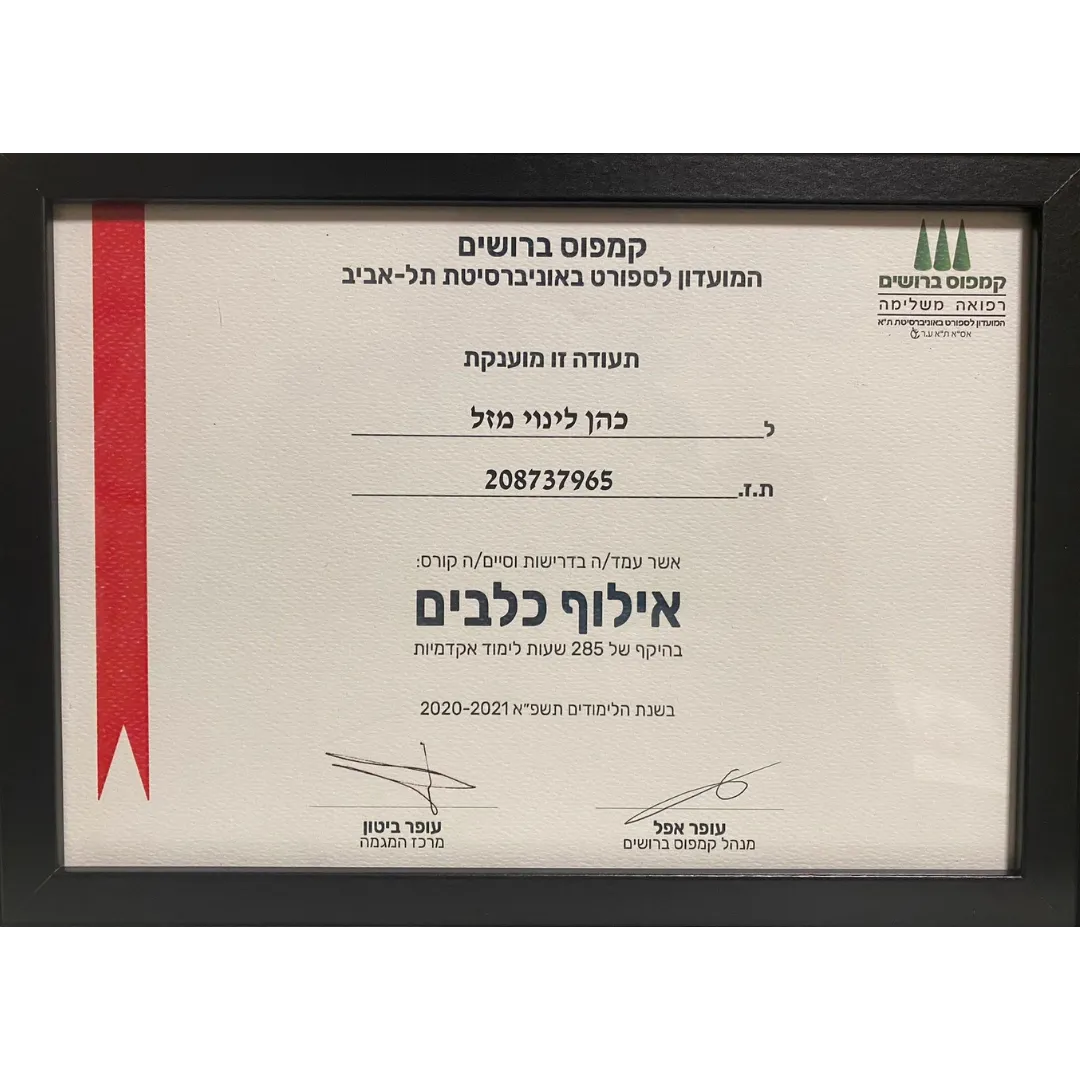 קמפוס ברושים
המועדון לספורט באוניברסיטת תל-אביב
קמפוס ברושים
רפואה משלימה
המועדון לספורט באוניברסיטת ת"א
אס"א ת"א ע.ר
תעודה זו מוענקת
ל כהן לינוי מזל
ת.ז. 208737965
אשר עמד/ה בדרישות וסיים/ה קורס:
אילוף כלבים
בהיקף של 285 שעות לימוד אקדמיות
בשנת הלימודים תשפ"א 2020-2021
עופר אפל
מנהל קמפוס ברושים
עופר ביטון
מרכז המגמה